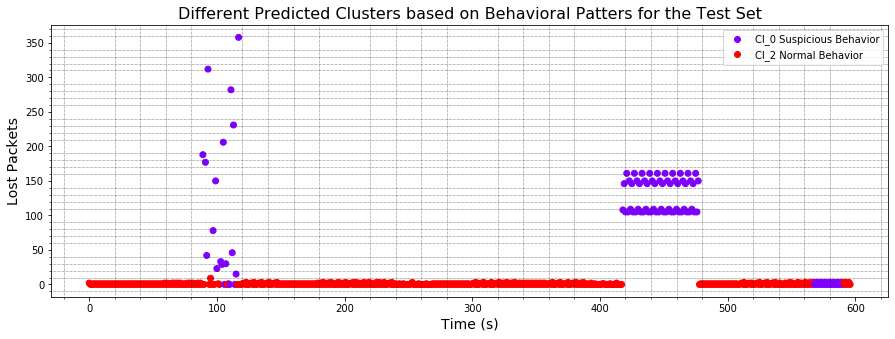 Different Predicted Clusters based on Behavioral Patters for the Test Set
Cl_0 Suspicious Behavior
Cl_2 Normal Behavior
Lost Packets
350
300
250
200
150
100
50
0
0 100 200 300 400 500 600
Time (s)